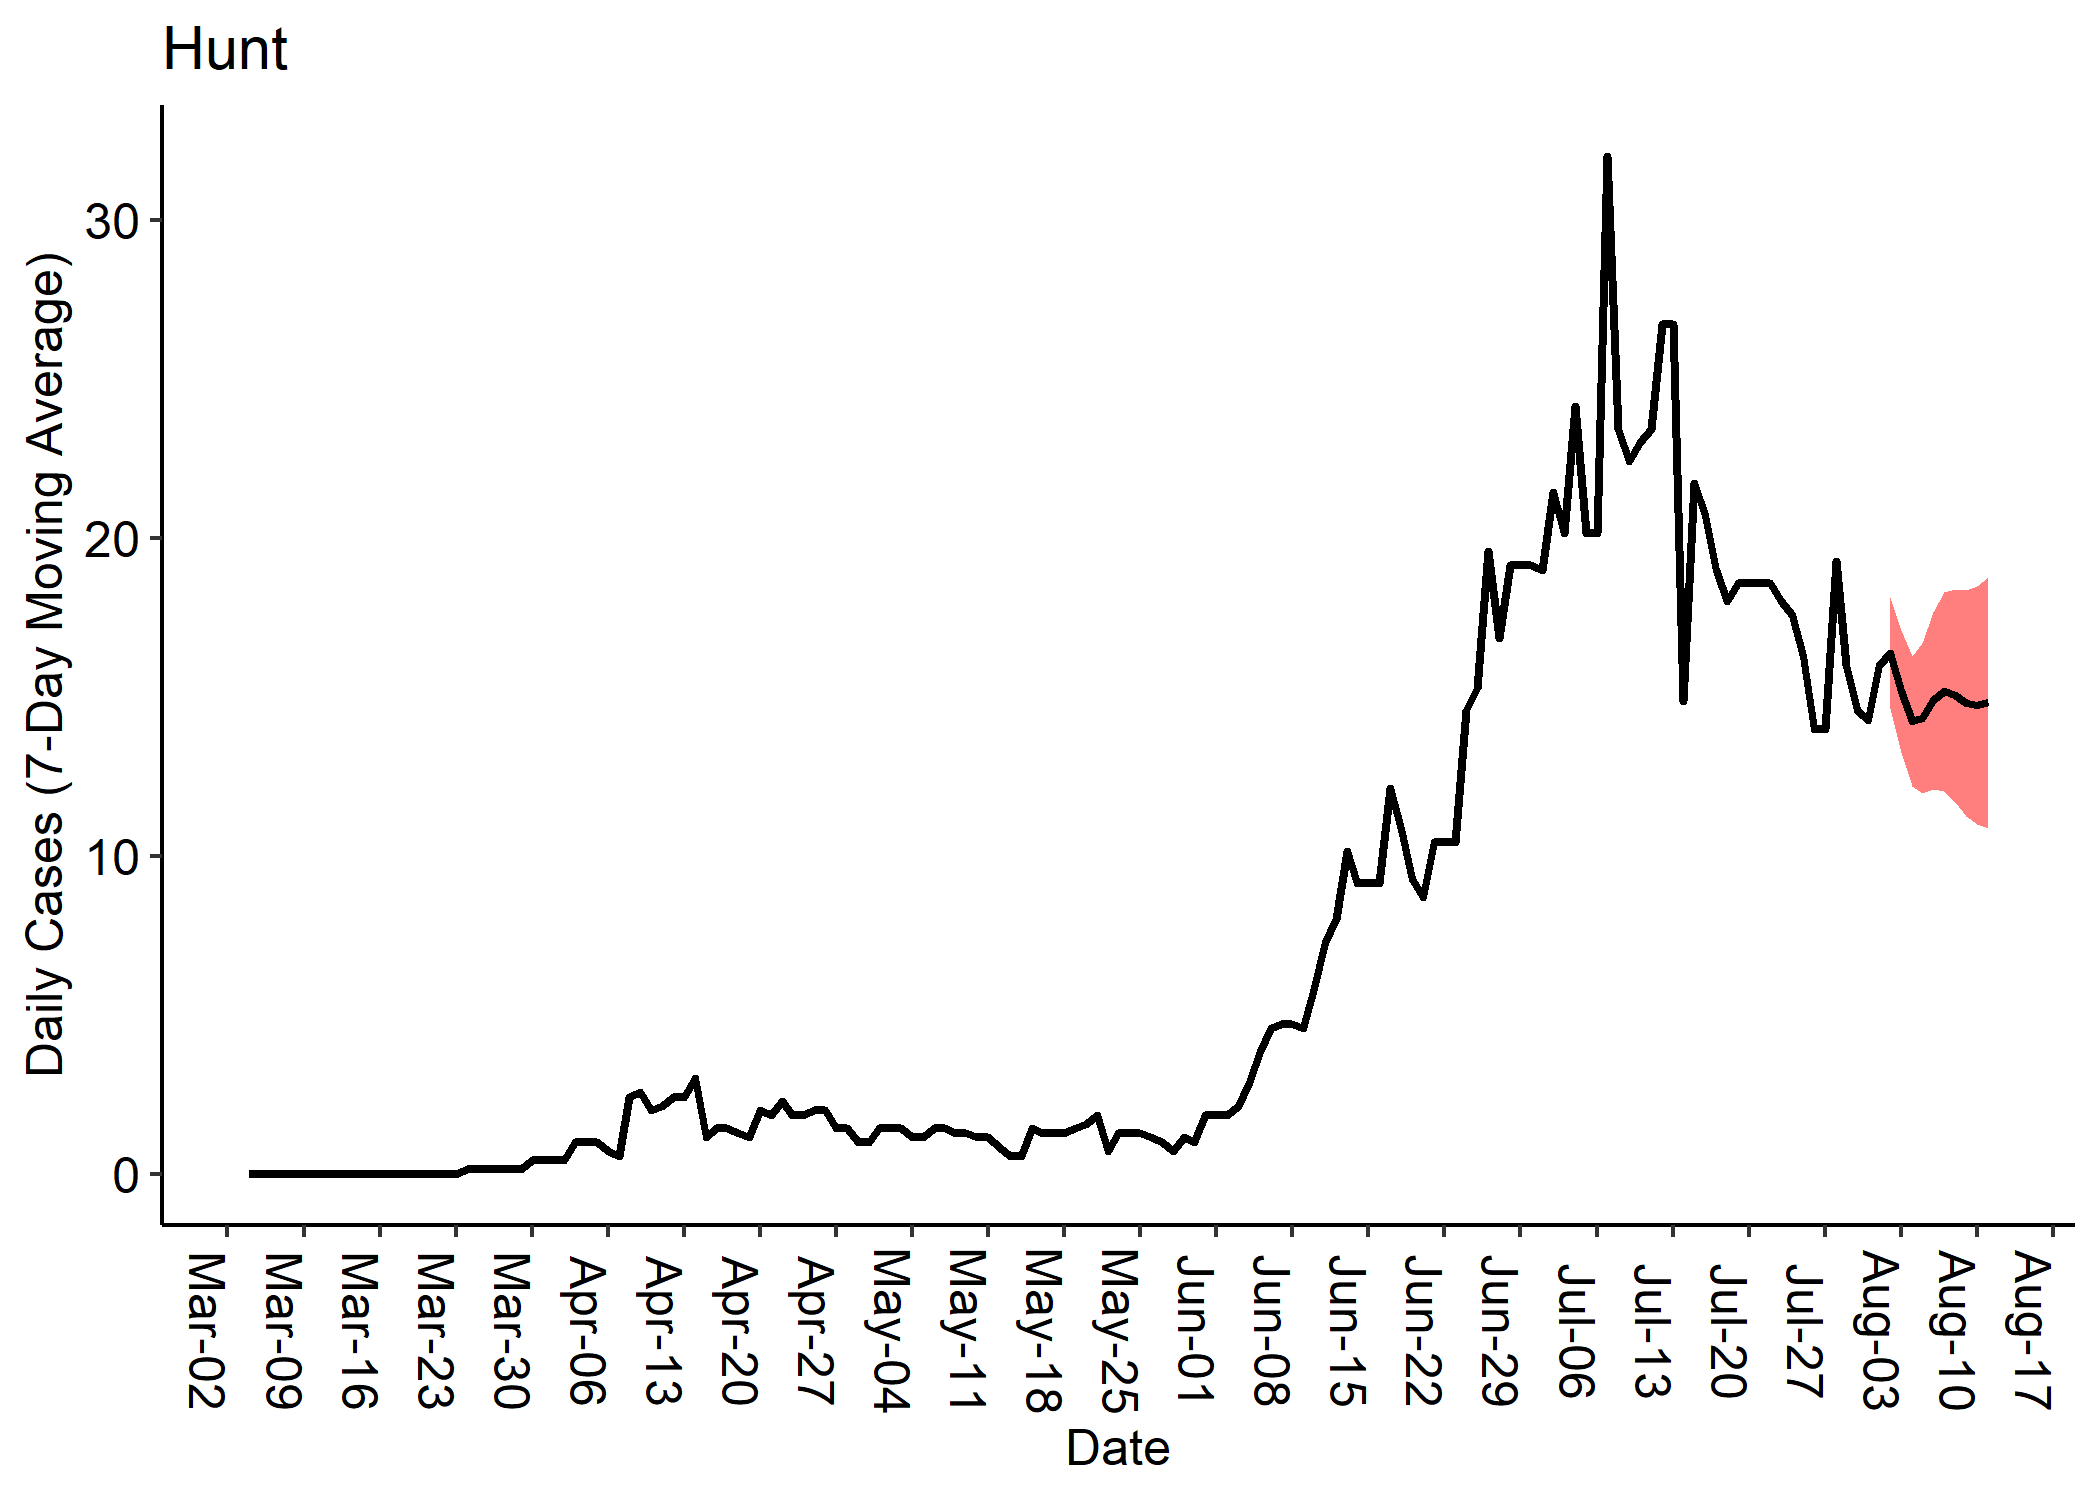 Hunt
Daily Cases (7-Day Moving Average)
30
20
10
0
Mar-02
Mar-09
Mar-16
Mar-23
Mar-30
Apr-06
Apr-13
Apr-20
Apr-27
May-04
May-11
May-18
May-25
Jun-01
Jun-08
Jun-15
Jun-22
Jun-29
Jul-06
Jul-13
Jul-20
Jul-27
Aug-03
Aug-10
Aug-17
Date